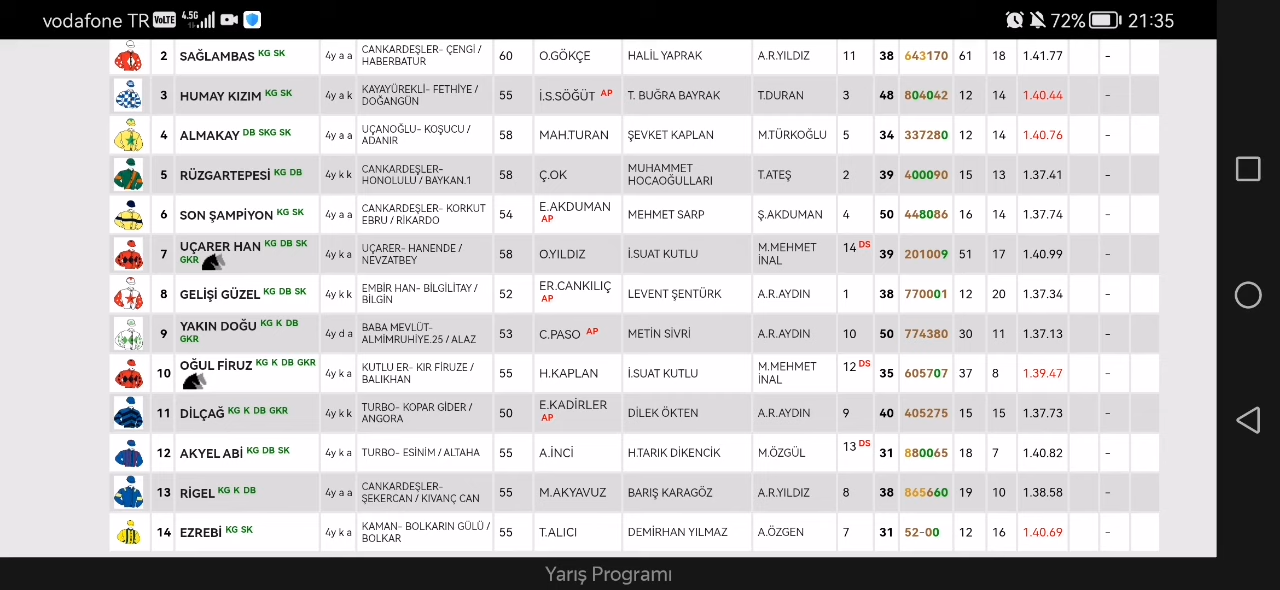 vodafone TR VoLTE 4.5G 72% 21:35
2 SAĞLAMBAS KG SK 4y a a CANKARDEŞLER- ÇENGİ / HABERBATUR 60 O.GÖKÇE HALİL YAPRAK A.R.YILDIZ 11 38 643170 61 18 1.41.77 -
3 HUMAY KIZIM KG SK 4y a k KAYAYÜREKLİ- FETHİYE / DOĞANGÜN 55 İ.S.SÖĞÜT AP T. BUĞRA BAYRAK T.DURAN 3 48 804042 12 14 1.40.44 -
4 ALMAKAY DB SKG SK 4y a a UÇANOĞLU- KOŞUCU / ADANIR 58 MAH.TURAN ŞEVKET KAPLAN M.TÜRKOĞLU 5 34 337280 12 14 1.40.76 -
5 RÜZGARTEPESİ KG DB 4y k k CANKARDEŞLER- HONOLULU / BAYKAN.1 58 Ç.OK MUHAMMET HOCAOĞULLARI T.ATEŞ 2 39 400090 15 13 1.37.41 -
6 SON ŞAMPİYON KG SK 4y a a CANKARDEŞLER- KORKUT EBRU / RİKARDO 54 E.AKDUMAN AP MEHMET SARP Ş.AKDUMAN 4 50 448086 16 14 1.37.74 -
7 UÇARER HAN KG DB SK GKR 4y k a UÇARER- HANENDE / NEVZATBEY 58 O.YILDIZ İ.SUAT KUTLU M.MEHMET İNAL 14 DS 39 201009 51 17 1.40.99 -
8 GELİŞİ GÜZEL KG DB SK 4y k k EMBİR HAN- BİLGİLİTAY / BİLGİN 52 ER.CANKILIÇ AP LEVENT ŞENTÜRK A.R.AYDIN 1 38 770001 12 20 1.37.34 -
9 YAKIN DOĞU KG K DB GKR 4y d a BABA MEVLÜT- ALMİMRUHİYE.25 / ALAZ 53 C.PASO AP METİN SİVRİ A.R.AYDIN 10 50 774380 30 11 1.37.13 -
10 OĞUL FİRUZ KG K DB GKR 4y k a KUTLU ER- KIR FİRUZE / BALIKHAN 55 H.KAPLAN İ.SUAT KUTLU M.MEHMET İNAL 12 DS 35 605707 37 8 1.39.47 -
11 DİLÇAĞ KG K DB GKR 4y k k TURBO- KOPAR GİDER / ANGORA 50 E.KADİRLER AP DİLEK ÖKTEN A.R.AYDIN 9 40 405275 15 15 1.37.73 -
12 AKYEL ABİ KG DB SK 4y k a TURBO- ESİNİM / ALTAHA 55 A.İNCİ H.TARIK DİKENCİK M.ÖZGÜL 13 DS 31 880065 18 7 1.40.82 -
13 RİGEL KG K DB 4y a a CANKARDEŞLER- ŞEKERCAN / KIVANÇ CAN 55 M.AKYAVUZ BARIŞ KARAGÖZ A.R.YILDIZ 8 38 865660 19 10 1.38.58 -
14 EZREBİ KG SK 4y k a KAMAN- BOLKARIN GÜLÜ / BOLKAR 55 T.ALICI DEMİRHAN YILMAZ A.ÖZGEN 7 31 52-00 12 16 1.40.69 -
Yarış Programı